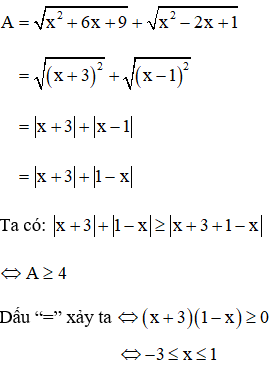 A = √(x² + 6x + 9) + √(x² − 2x + 1)
= √((x + 3)²) + √((x − 1)²)
= |x + 3| + |x − 1|
= |x + 3| + |1 − x|
Ta có: |x + 3| + |1 − x| ≥ |x + 3 + 1 − x|
⇔ A ≥ 4
Dấu “=” xảy ta ⇔ (x + 3)(1 − x) ≥ 0
⇔ −3 ≤ x ≤ 1